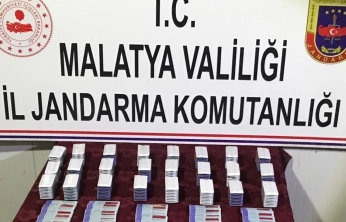 T.C.
MALATYA VALİLİĞİ
İL JANDARMA KOMUTANLIĞI